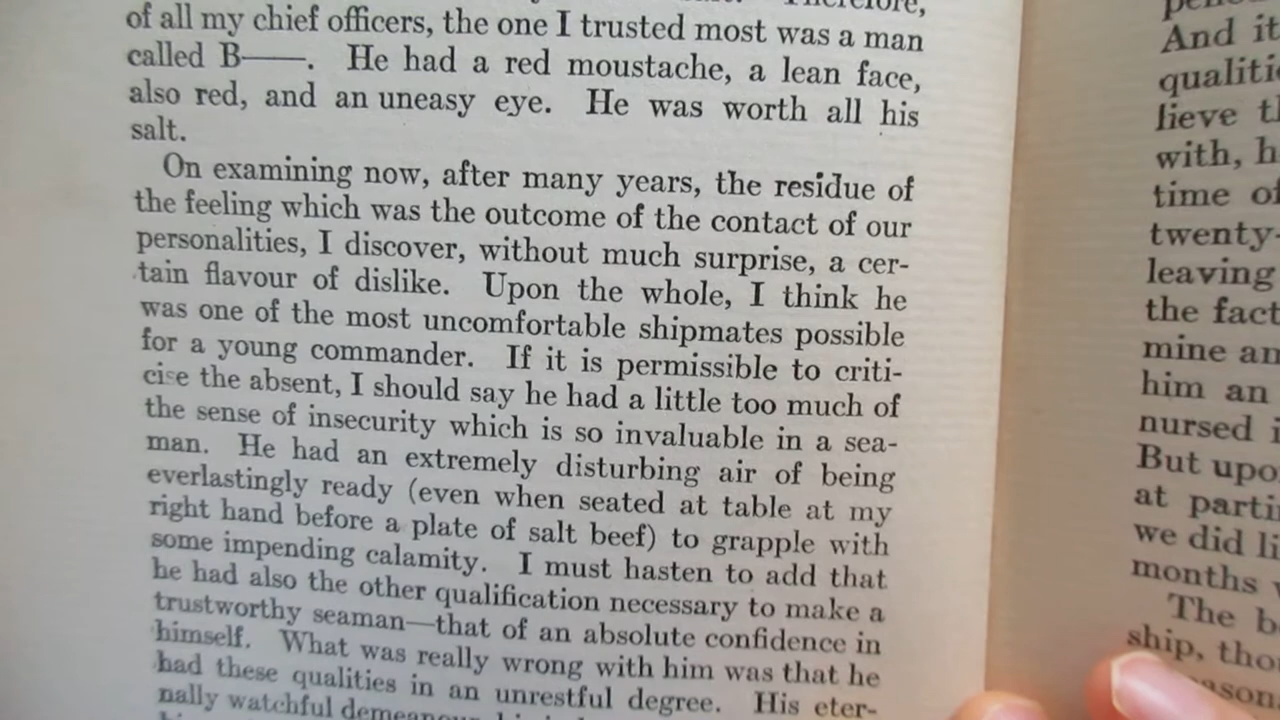 Therefore,
of all my chief officers, the one I trusted most was a man
called B——. He had a red moustache, a lean face,
also red, and an uneasy eye. He was worth all his
salt.
On examining now, after many years, the residue of
the feeling which was the outcome of the contact of our
personalities, I discover, without much surprise, a cer-
tain flavour of dislike. Upon the whole, I think he
was one of the most uncomfortable shipmates possible
for a young commander. If it is permissible to criti-
cise the absent, I should say he had a little too much of
the sense of insecurity which is so invaluable in a sea-
man. He had an extremely disturbing air of being
everlastingly ready (even when seated at table at my
right hand before a plate of salt beef) to grapple with
some impending calamity. I must hasten to add that
he had also the other qualification necessary to make a
trustworthy seaman—that of an absolute confidence in
himself. What was really wrong with him was that he
had these qualities in an unrestful degree. His eter-
nally watchful demeanour
And it
qualiti
lieve th
with, h
time of
twenty-
leaving
the fact
mine an
him an
nursed i
But upo
at parti
we did li
months
The b
ship, tho